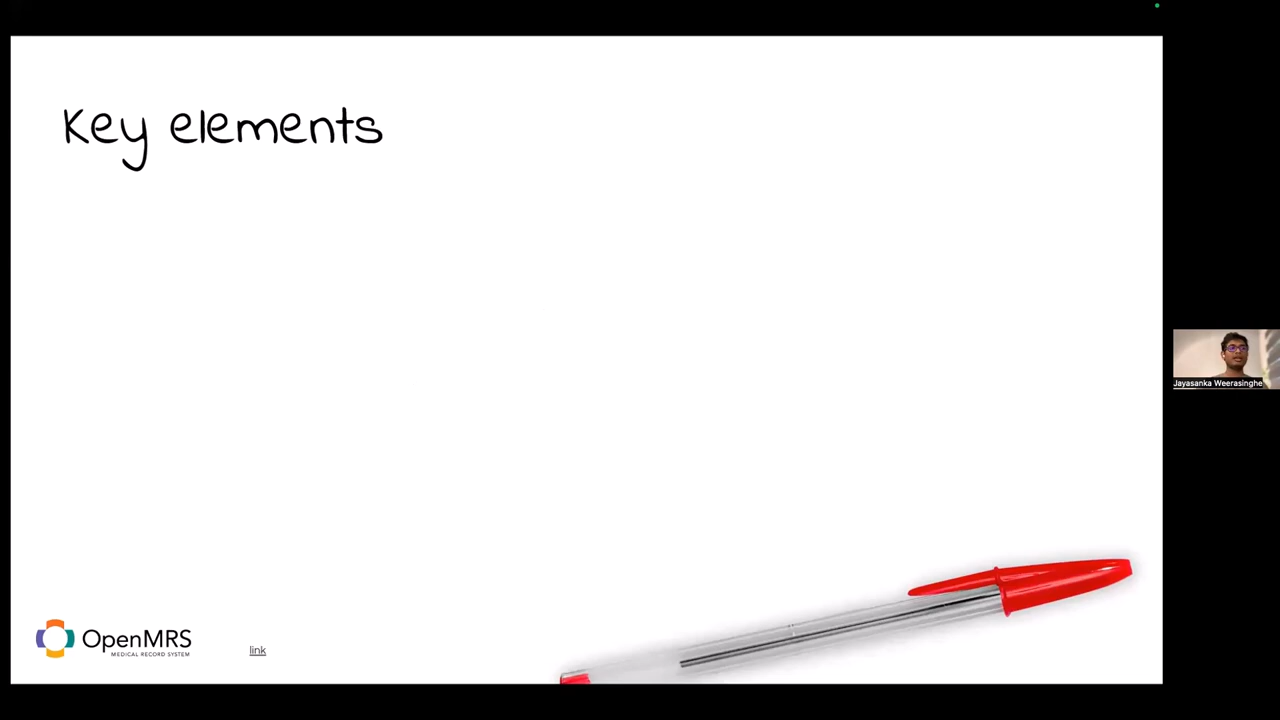 Key elements
Jayasanka Weerasinghe
OpenMRS
MEDICAL RECORD SYSTEM
link